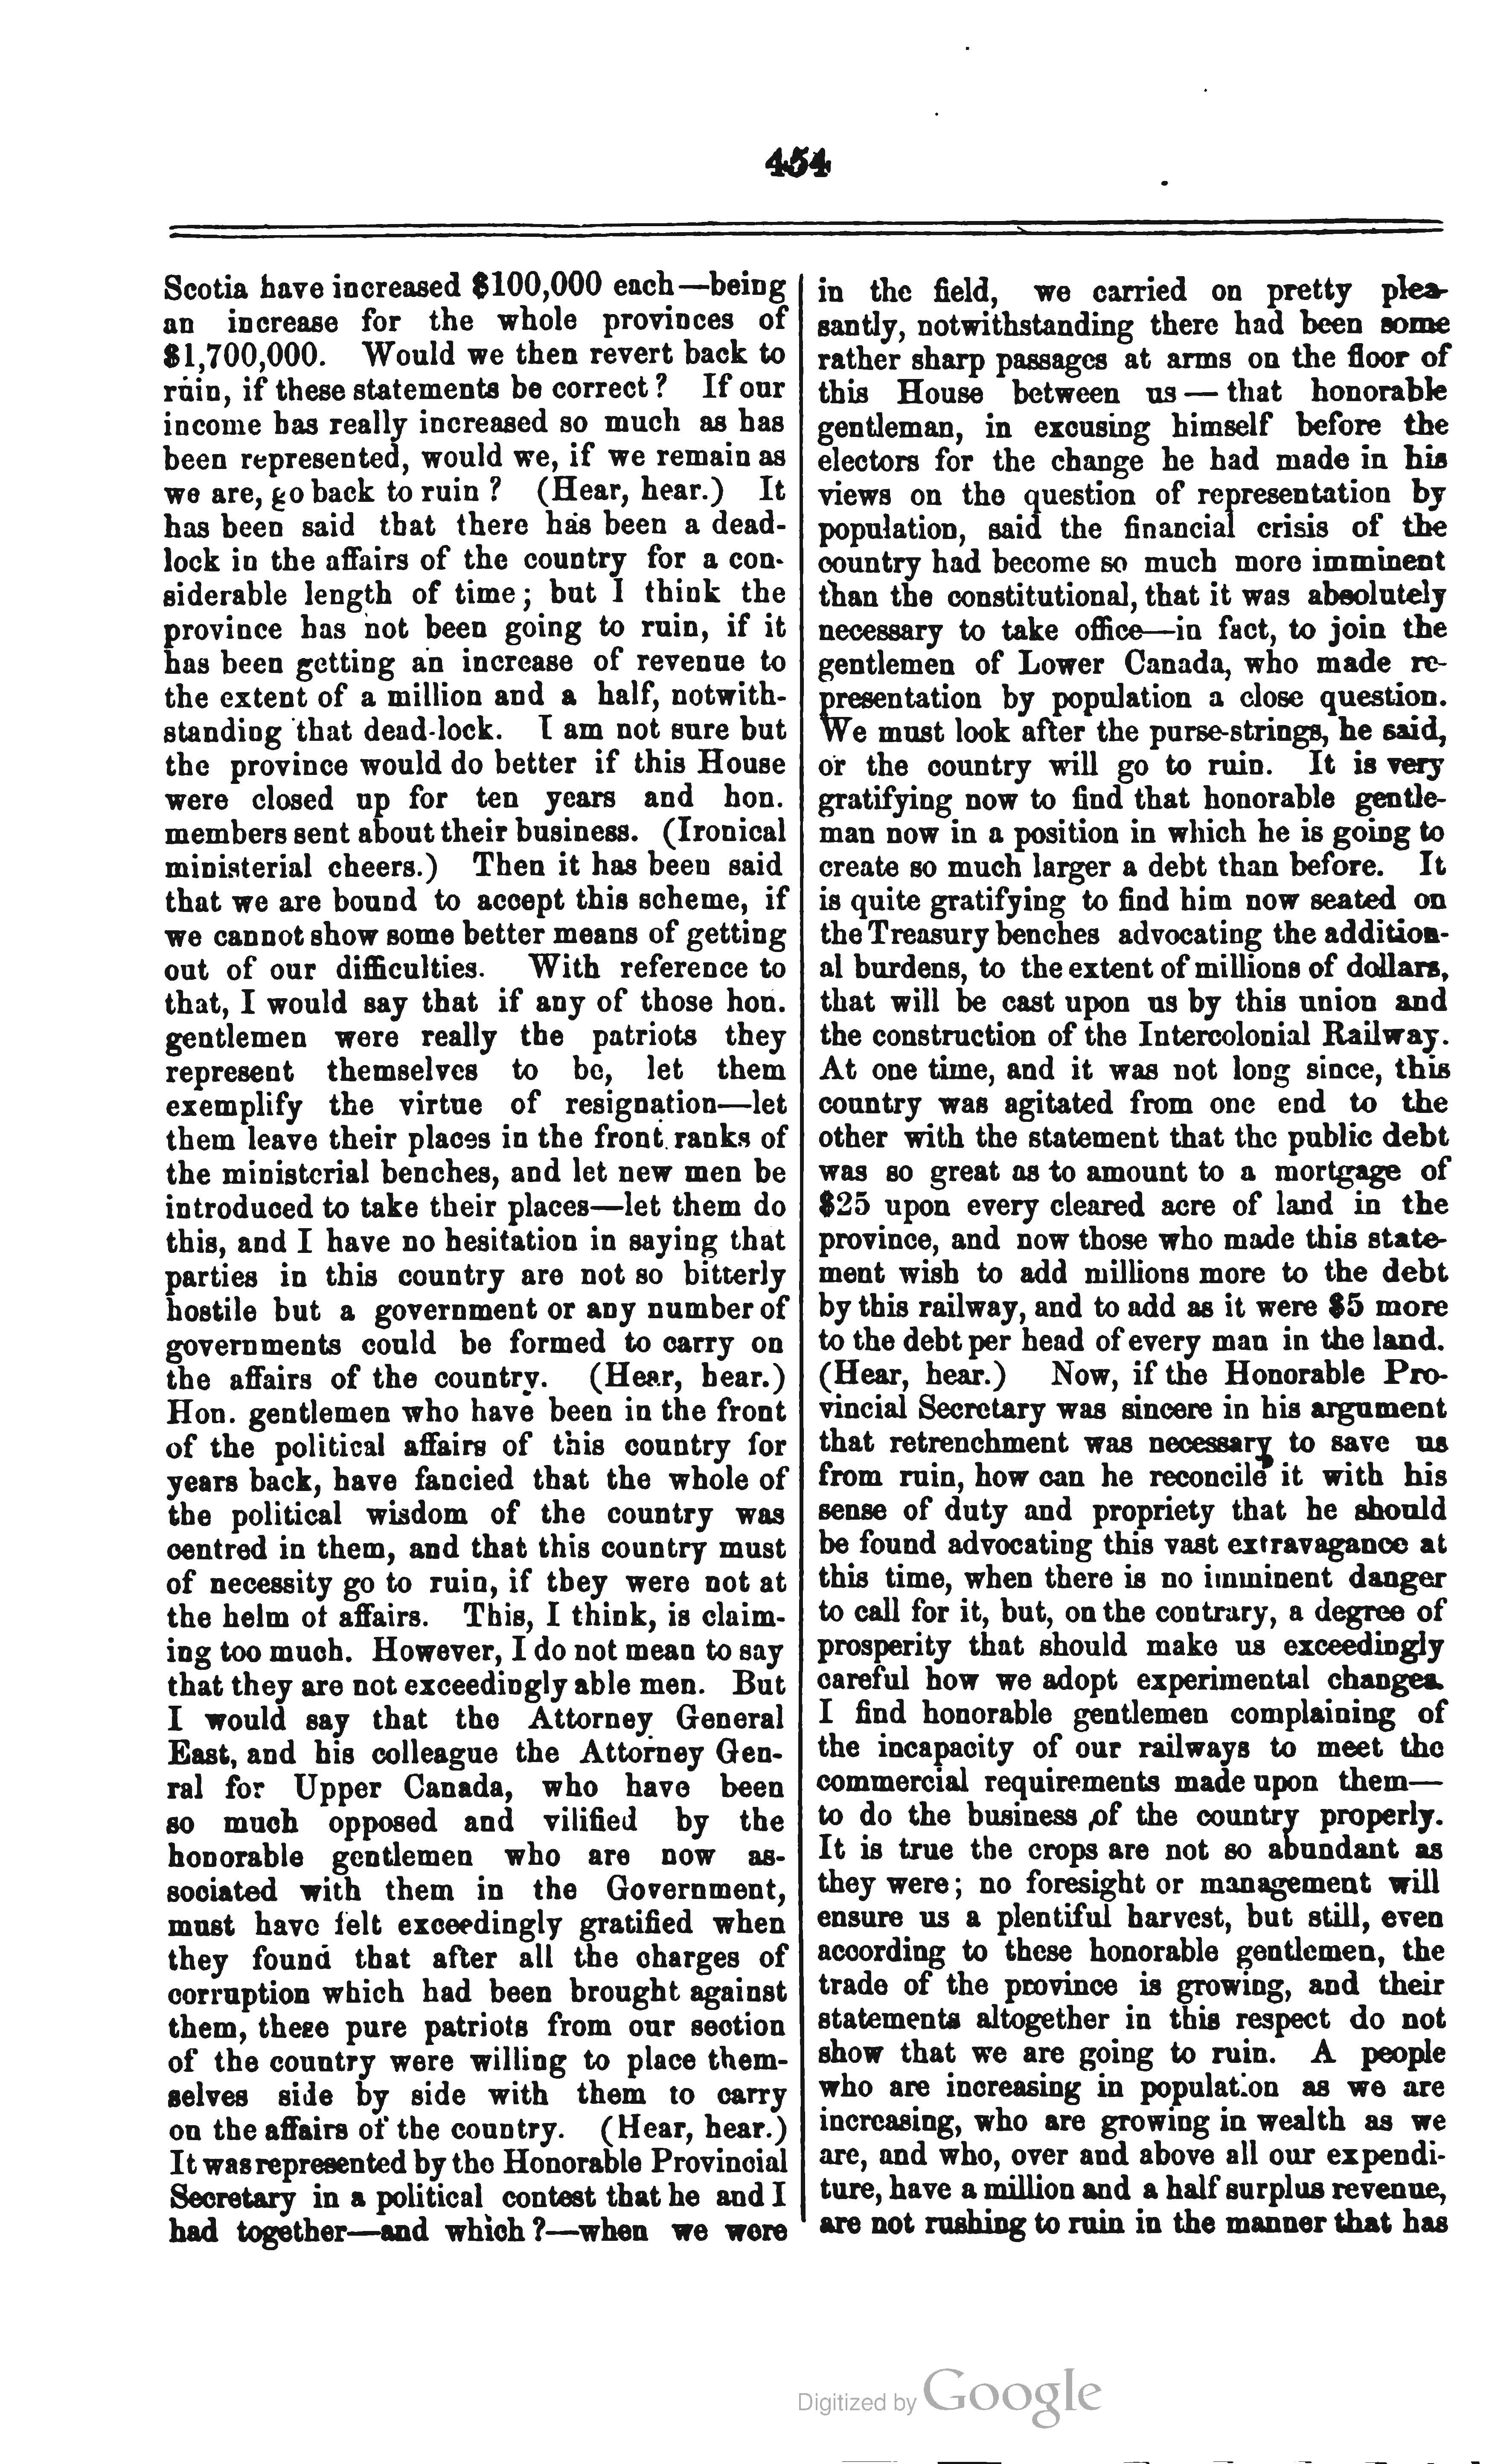 454
Scotia have increased $100,000 each—being
an increase for the whole provinces of
$1,700,000. Would we then revert back to
ruin, if these statements be correct? If our
income has really increased so much as has
been represented, would we, if we remain as
we are, go back to ruin? (Hear, hear.) It
has been said that there has been a dead-
lock in the affairs of the country for a con-
siderable length of time; but I think the
province has not been going to ruin, if it
has been getting an increase of revenue to
the extent of a million and a half, notwith-
standing that dead-lock. I am not sure but
the province would do better if this House
were closed up for ten years and hon.
members sent about their business. (Ironical
ministerial cheers.) Then it has been said
that we are bound to accept this scheme, if
we cannot show some better means of getting
out of our difficulties. With reference to
that, I would say that if any of those hon.
gentlemen were really the patriots they
represent themselves to be, let them
exemplify the virtue of resignation—let
them leave their places in the front ranks of
the ministerial benches, and let new men be
introduced to take their places—let them do
this, and I have no hesitation in saying that
parties in this country are not so bitterly
hostile but a government or any number of
governments could be formed to carry on
the affairs of the country. (Hear, hear.)
Hon. gentlemen who have been in the front
of the political affairs of this country for
years back, have fancied that the whole of
the political wisdom of the country was
centred in them, and that this country must
of necessity go to ruin, if they were not at
the helm of affairs. This, I think, is claim-
ing too much. However, I do not mean to say
that they are not exceedingly able men. But
I would say that the Attorney General
East, and his colleague the Attorney Gen-
ral for Upper Canada, who have been
so much opposed and vilified by the
honorable gentlemen who are now as-
sociated with them in the Government,
must have felt exceedingly gratified when
they found that after all the charges of
corruption which had been brought against
them, these pure patriots from our section
of the country were willing to place them-
selves side by side with them to carry
on the affairs of the country. (Hear, hear.)
It was represented by the Honorable Provincial
Secretary in a political contest that he and I
had together—and which?—when we were
in the field, we carried on pretty plea-
santly, notwithstanding there had been some
rather sharp passages at arms on the floor of
this House between us — that honorable
gentleman, in excusing himself before the
electors for the change he had made in his
views on the question of representation by
population, said the financial crisis of the
country had become so much more imminent
than the constitutional, that it was absolutely
necessary to take office—in fact, to join the
gentlemen of Lower Canada, who made re-
presentation by population a close question.
We must look after the purse-strings, he said,
or the country will go to ruin. It is very
gratifying now to find that honorable gentle-
man now in a position in which he is going to
create so much larger a debt than before. It
is quite gratifying to find him now seated on
the Treasury benches advocating the addition-
al burdens, to the extent of millions of dollars,
that will be cast upon us by this union and
the construction of the Intercolonial Railway.
At one time, and it was not long since, this
country was agitated from one end to the
other with the statement that the public debt
was so great as to amount to a mortgage of
$25 upon every cleared acre of land in the
province, and now those who made this state-
ment wish to add millions more to the debt
by this railway, and to add as it were $5 more
to the debt per head of every man in the land.
(Hear, hear.) Now, if the Honorable Pro-
vincial Secretary was sincere in his argument
that retrenchment was necessary to save us
from ruin, how can he reconcile it with his
sense of duty and propriety that he should
be found advocating this vast extravagance at
this time, when there is no imminent danger
to call for it, but, on the contrary, a degree of
prosperity that should make us exceedingly
careful how we adopt experimental changes.
I find honorable gentlemen complaining of
the incapacity of our railways to meet the
commercial requirements made upon them—
to do the business of the country properly.
It is true the crops are not so abundant as
they were; no foresight or management will
ensure us a plentiful harvest, but still, even
according to these honorable gentlemen, the
trade of the province is growing, and their
statements altogether in this respect do not
show that we are going to ruin. A people
who are increasing in population as we are
increasing, who are growing in wealth as we
are, and who, over and above all our expendi-
ture, have a million and a half surplus revenue,
are not rushing to ruin in the manner that has
Digitized by Google